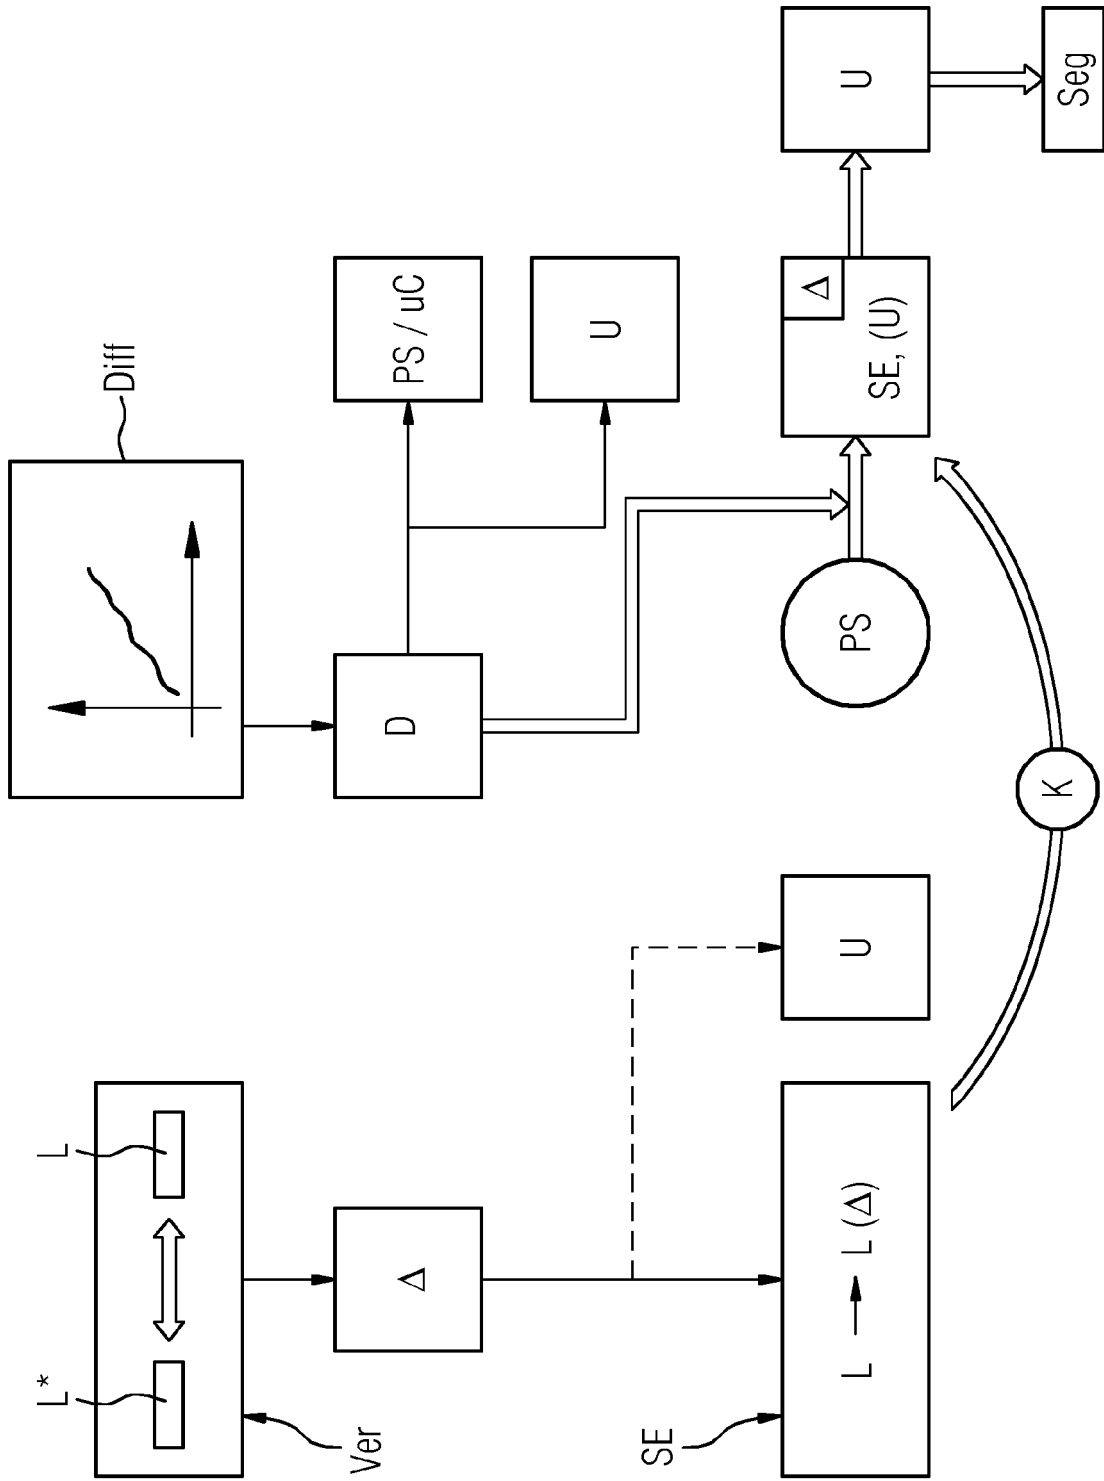 L*
L
Ver
Δ
SE
L → L (Δ)
U
K
Diff
D
PS / uC
U
PS
SE, (U)
Δ
U
Seg